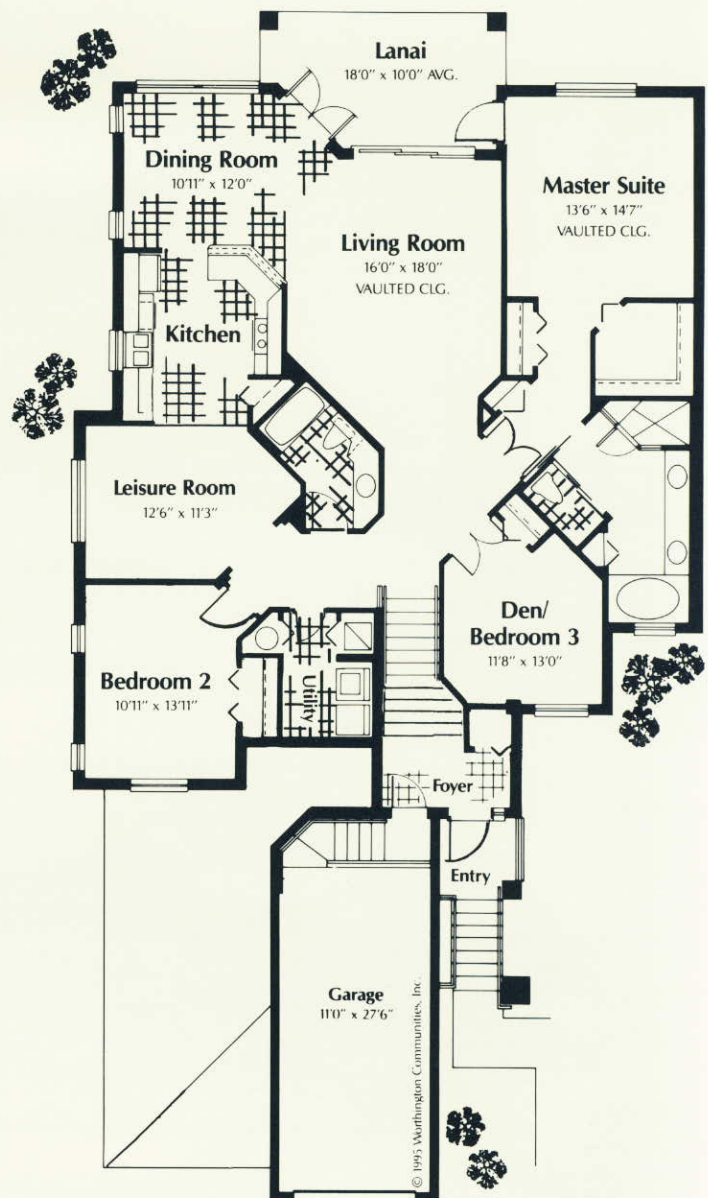 Lanai
18'0" x 10'0" AVG.
Dining Room
10'11" x 12'0"
Master Suite
13'6" x 14'7"
VAULTED CLG.
Living Room
16'0" x 18'0"
VAULTED CLG.
Kitchen
Leisure Room
12'6" x 11'3"
Den/
Bedroom 3
11'8" x 13'0"
Bedroom 2
10'11" x 13'11"
Utility
Foyer
Entry
Garage
11'0" x 27'6"
© 1995 Worthington Communities, Inc.